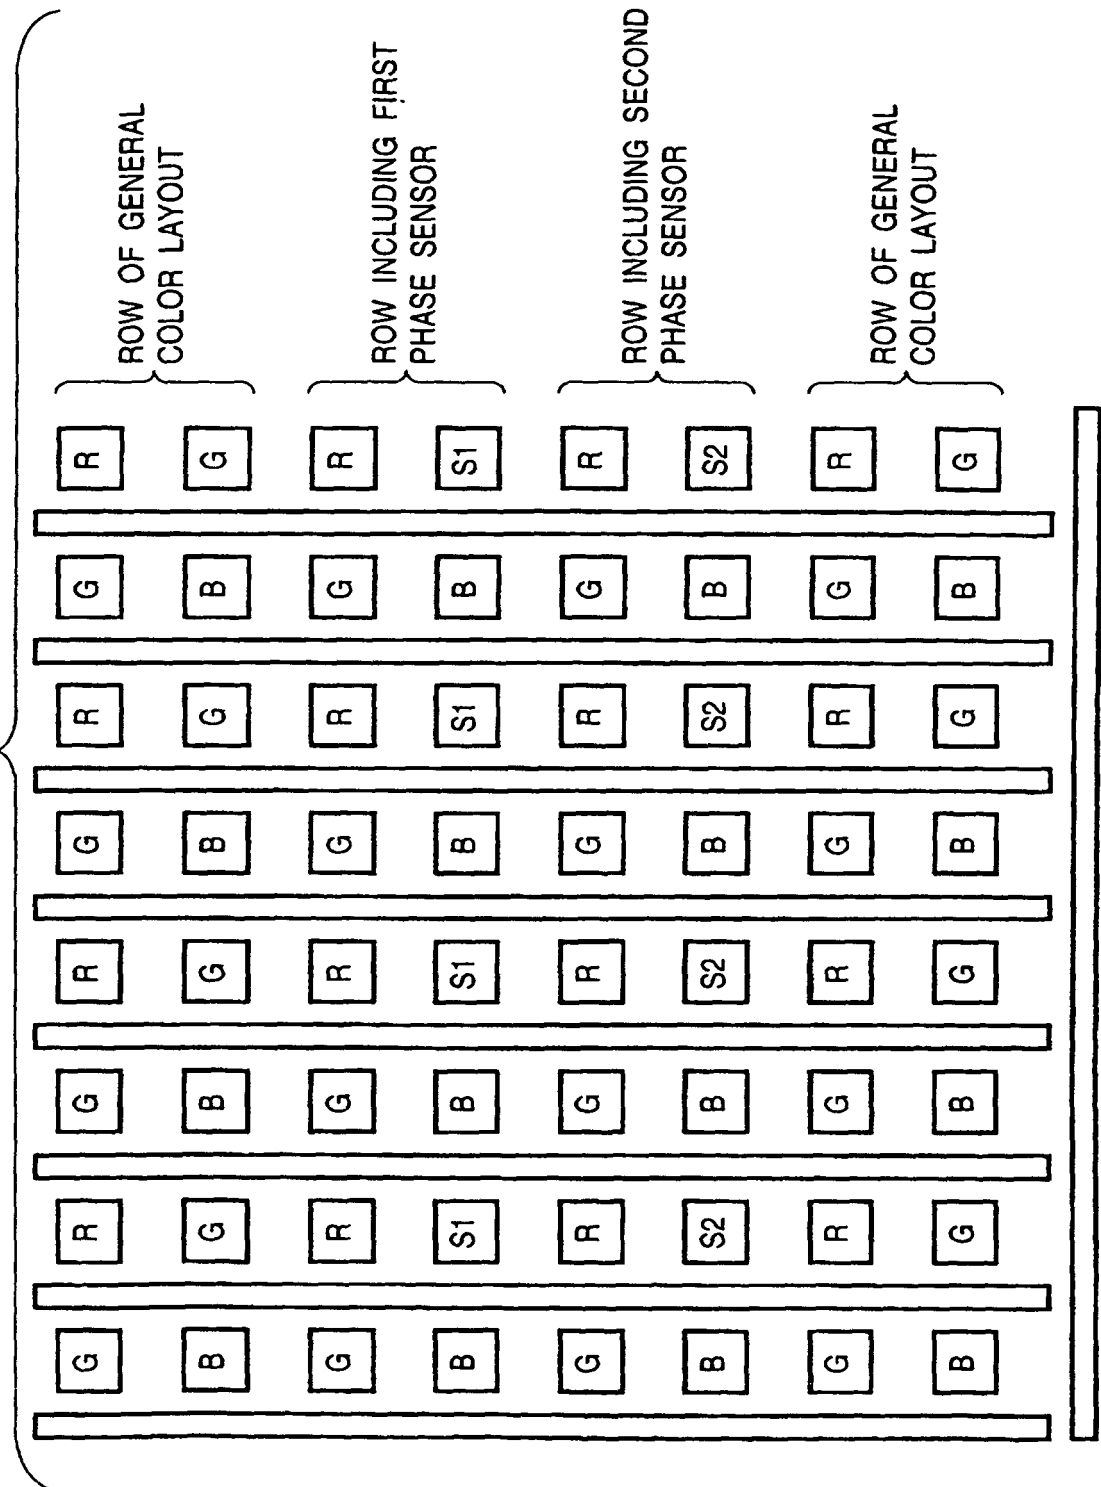 G R G R G R G R
B G B G B G B G
ROW OF GENERAL
COLOR LAYOUT
G R G R G R G R
B S1 B S1 B S1 B S1
ROW INCLUDING FIRST
PHASE SENSOR
G R G R G R G R
B S2 B S2 B S2 B S2
ROW INCLUDING SECOND
PHASE SENSOR
G R G R G R G R
B G B G B G B G
ROW OF GENERAL
COLOR LAYOUT